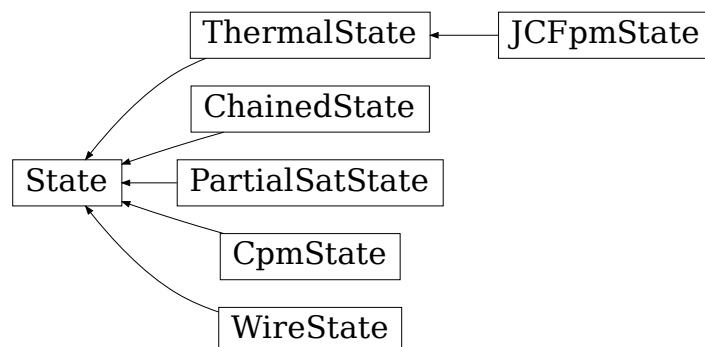 ThermalState
JCFpmState
ChainedState
State
PartialSatState
CpmState
WireState